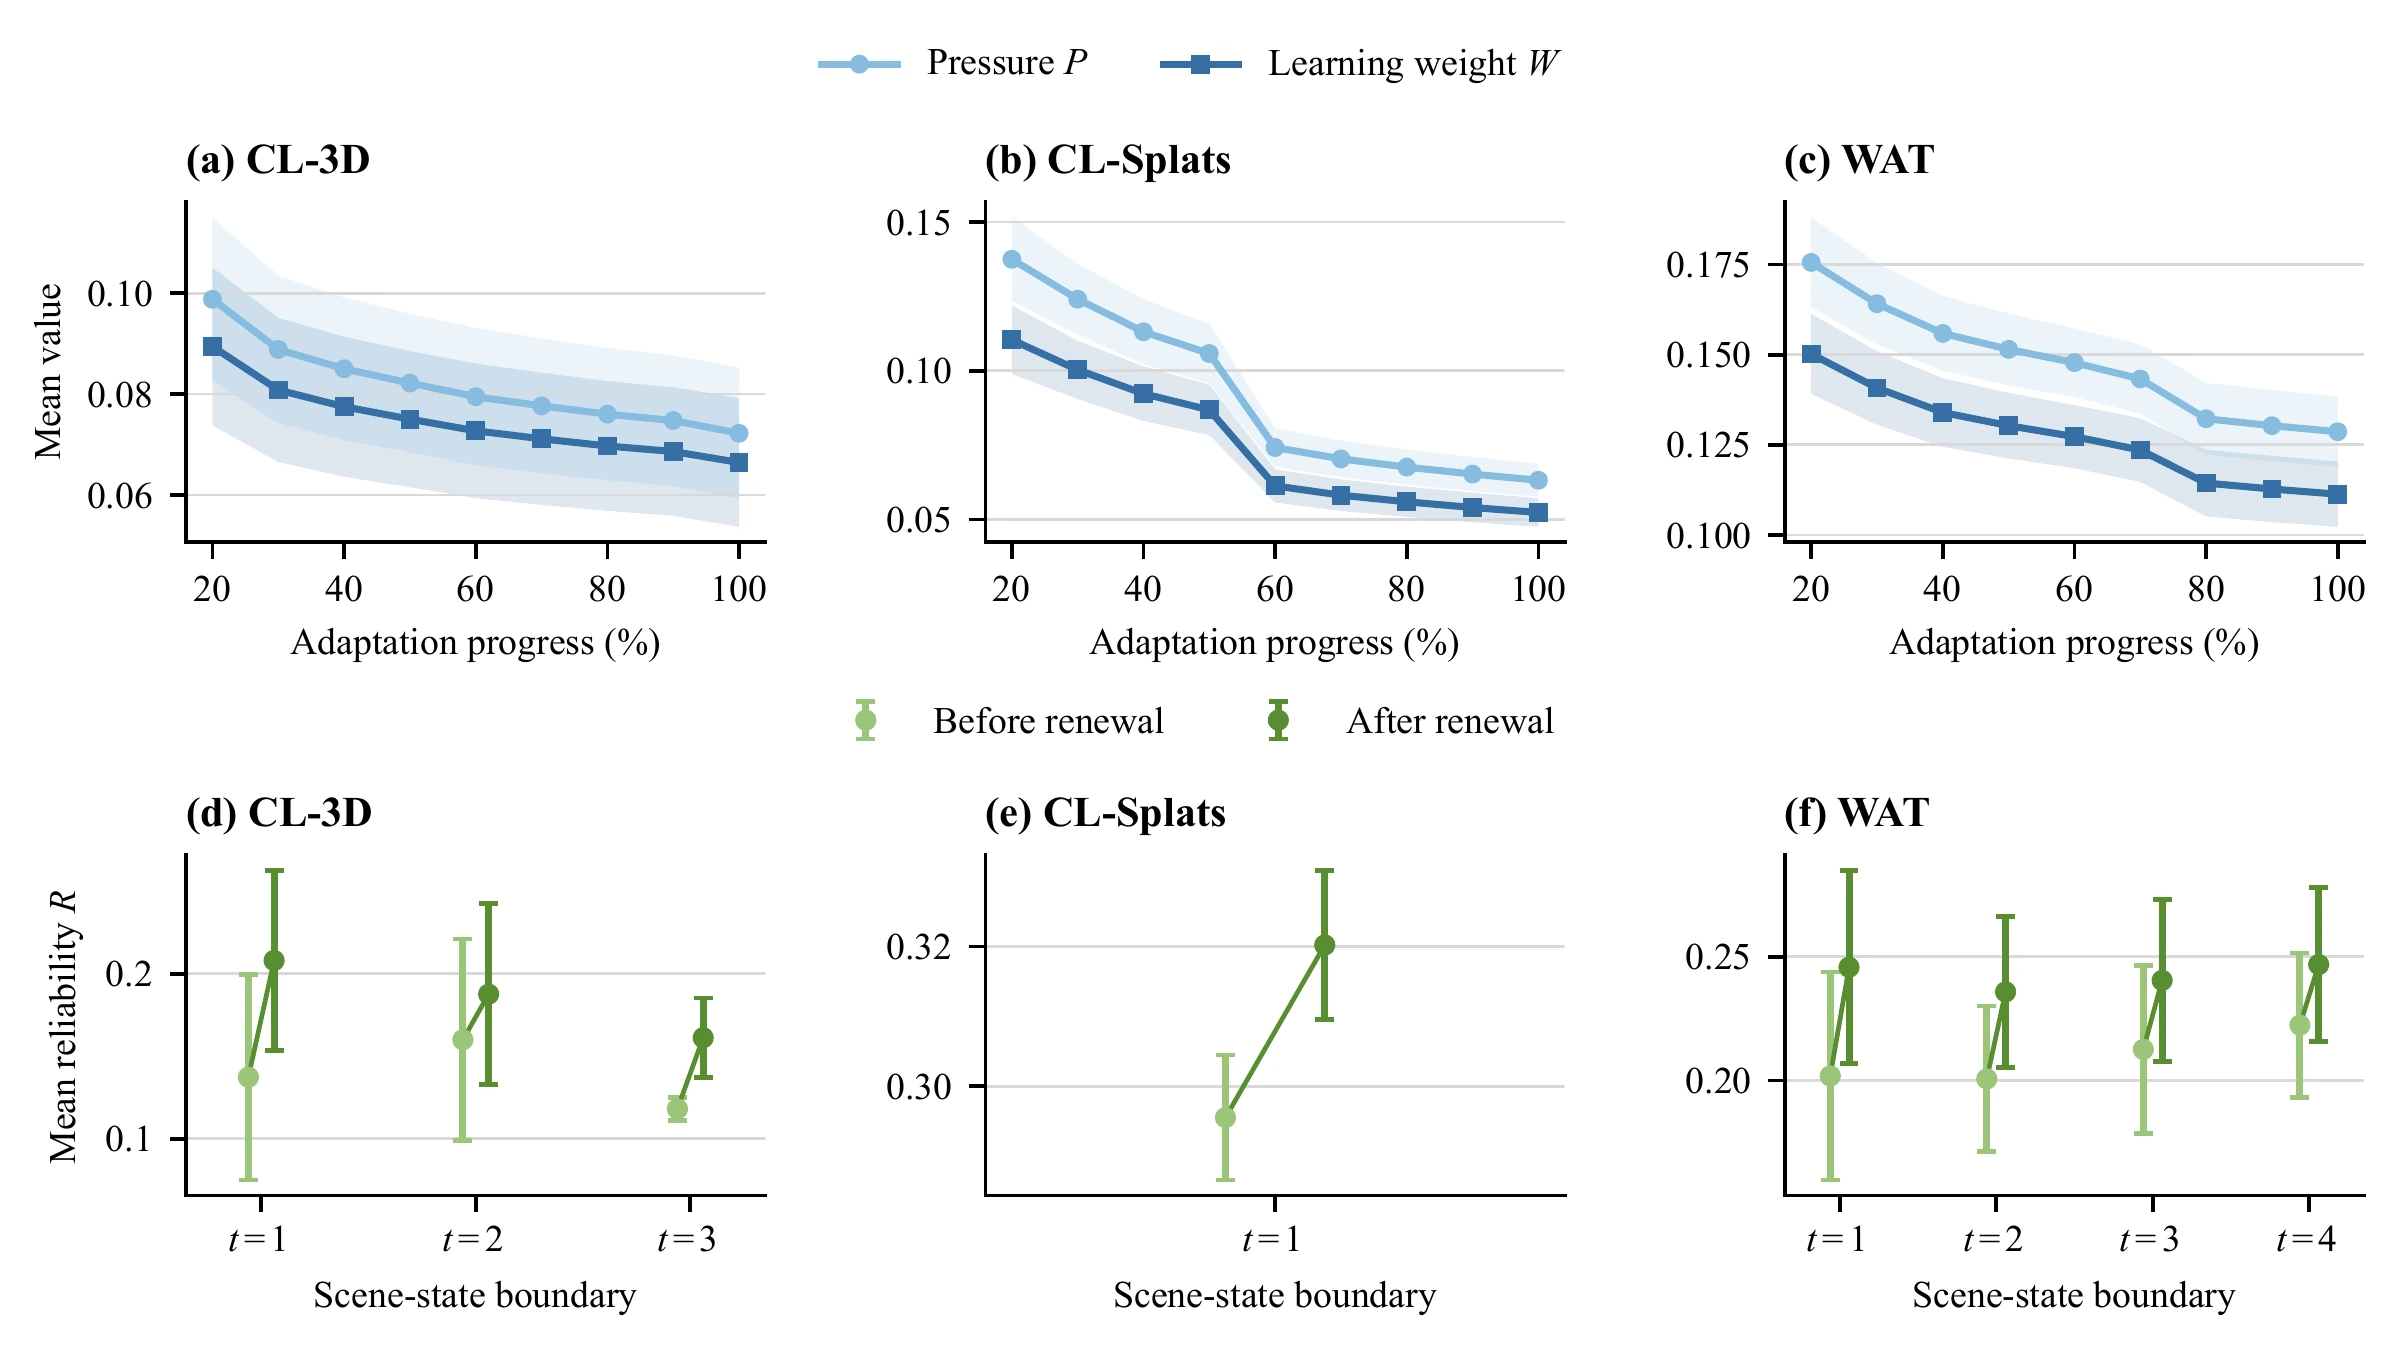 Pressure P
Learning weight W
(a) CL-3D
(b) CL-Splats
(c) WAT
Mean value
0.10
0.08
0.06
20 40 60 80 100
Adaptation progress (%)
0.15
0.10
0.05
20 40 60 80 100
Adaptation progress (%)
0.175
0.150
0.125
0.100
20 40 60 80 100
Adaptation progress (%)
Before renewal
After renewal
(d) CL-3D
(e) CL-Splats
(f) WAT
Mean reliability R
0.2
0.1
t=1 t=2 t=3
Scene-state boundary
0.32
0.30
t=1
Scene-state boundary
0.25
0.20
t=1 t=2 t=3 t=4
Scene-state boundary